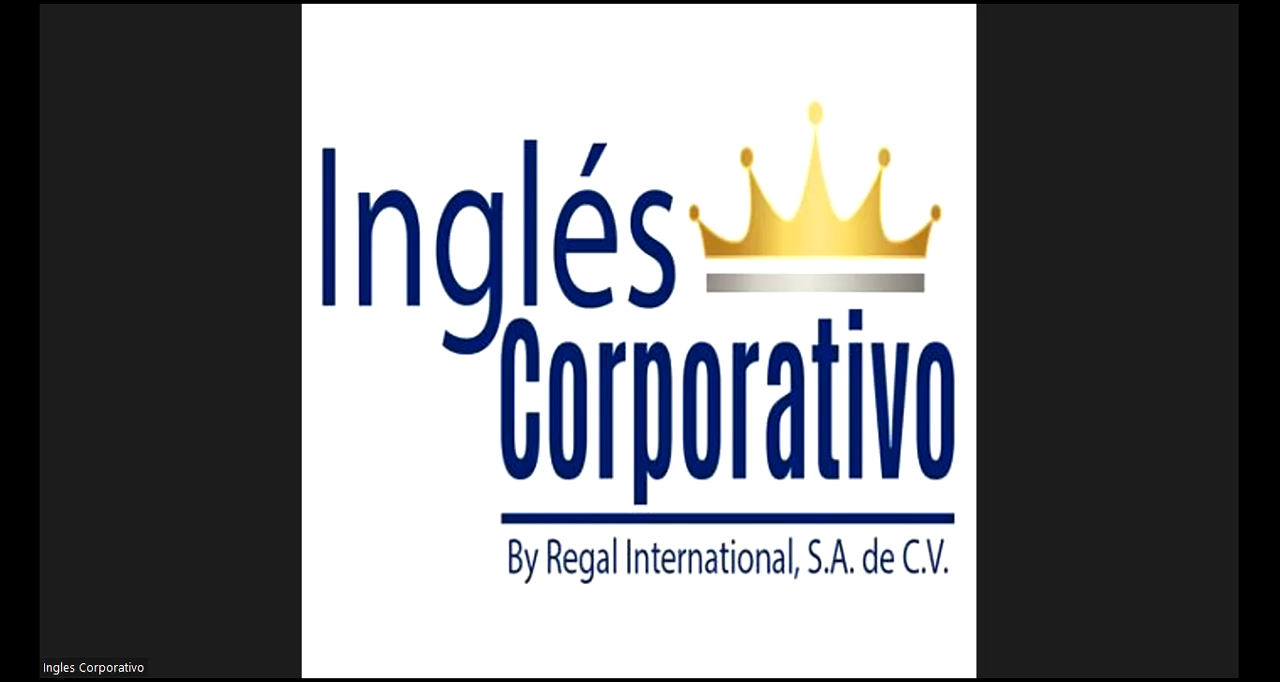 Inglés
Corporativo
By Regal International, S.A. de C.V.
Ingles Corporativo